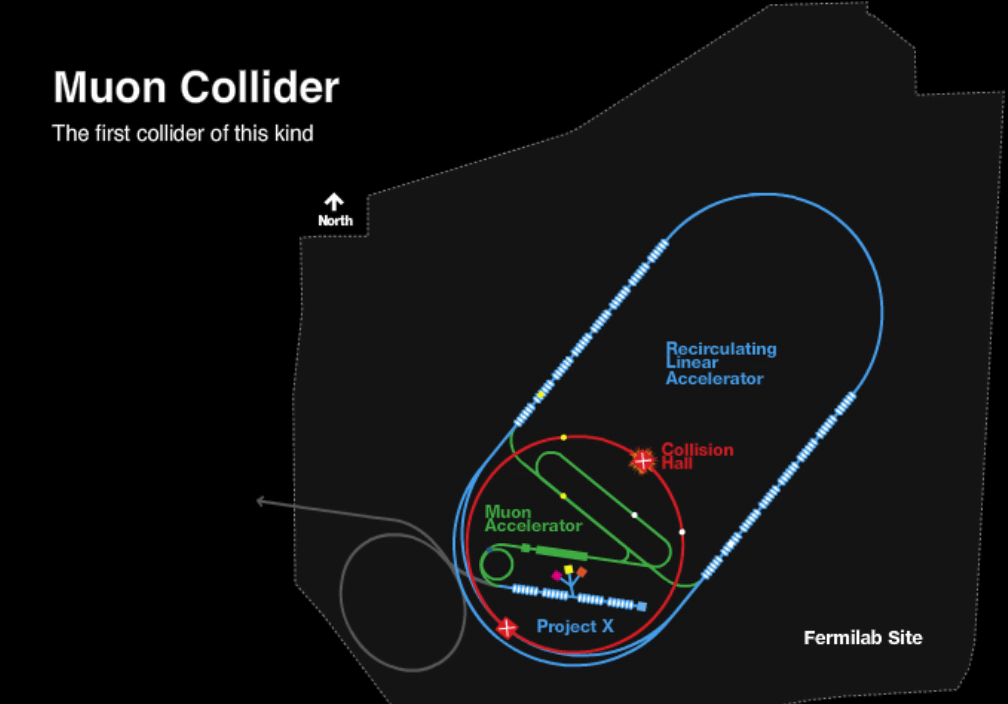 Muon Collider
The first collider of this kind
North
Recirculating
Linear
Accelerator
Collision
Hall
Muon
Accelerator
Project X
Fermilab Site